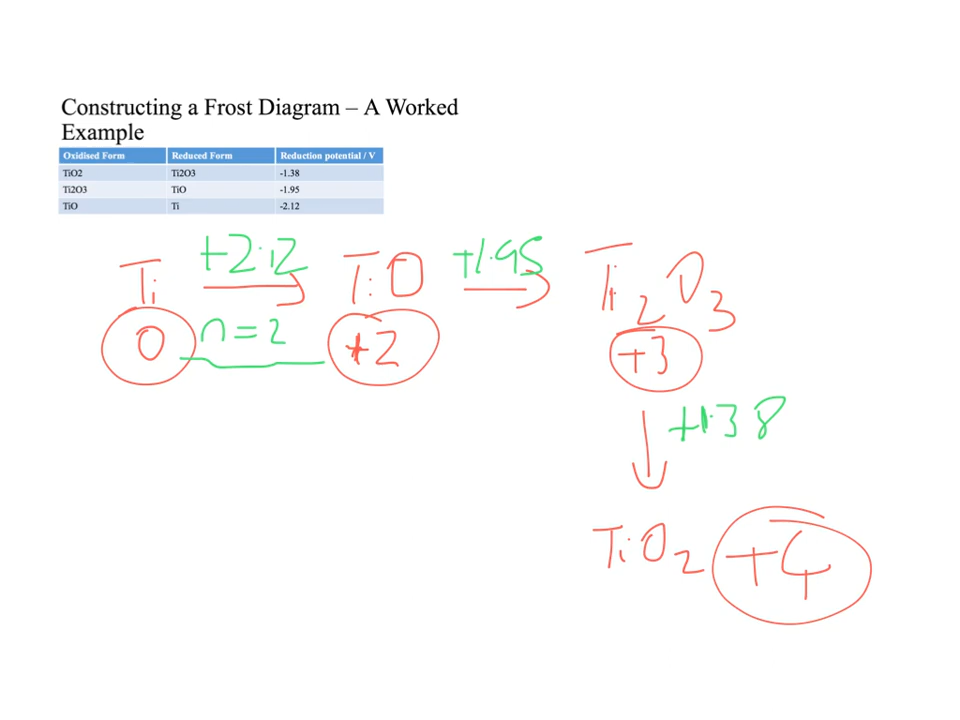 Constructing a Frost Diagram – A Worked
Example
Oxidised Form Reduced Form Reduction potential / V
TiO2 Ti2O3 -1.38
Ti2O3 TiO -1.95
TiO Ti -2.12
+2.12 +1.95
Ti TiO Ti2O3
0 n=2 +2 +3
+1.38
TiO2 +4